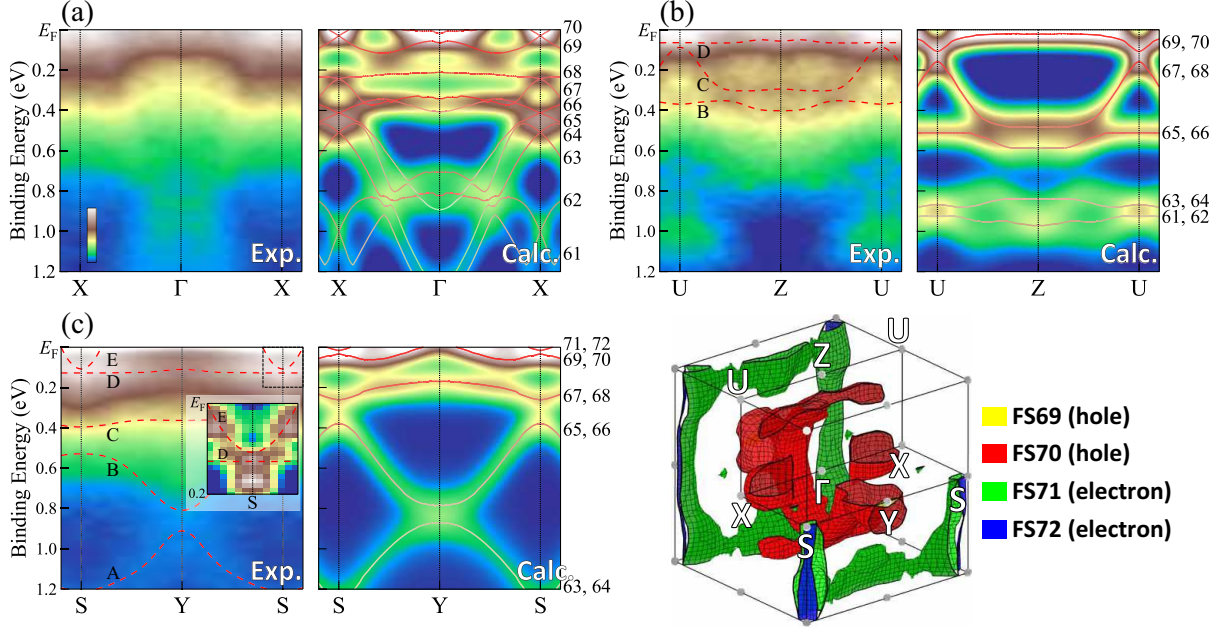 (a)
E_F
0.2
0.4
0.6
0.8
1.0
1.2
Binding Energy (eV)
Exp.
X Γ X
Calc.
X Γ X
70
69
68
67
66
65
64
63
62
61
(b)
E_F
0.2
0.4
0.6
0.8
1.0
1.2
Binding Energy (eV)
D
C
B
Exp.
U Z U
Calc.
U Z U
69, 70
67, 68
65, 66
63, 64
61, 62
(c)
E_F
0.2
0.4
0.6
0.8
1.0
1.2
Binding Energy (eV)
E
D
C
B
A
E_F
E
D
0.2
S
Exp.
S Y S
Calc.
S Y S
71, 72
69, 70
67, 68
65, 66
63, 64
U
Z
U
X
Γ
S
X
Y
S
FS69 (hole)
FS70 (hole)
FS71 (electron)
FS72 (electron)